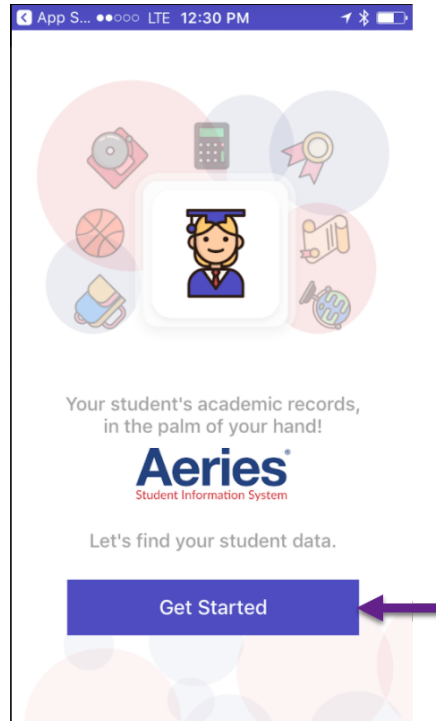 App S... LTE 12:30 PM
Your student's academic records,
in the palm of your hand!
Aeries®
Student Information System
Let's find your student data.
Get Started